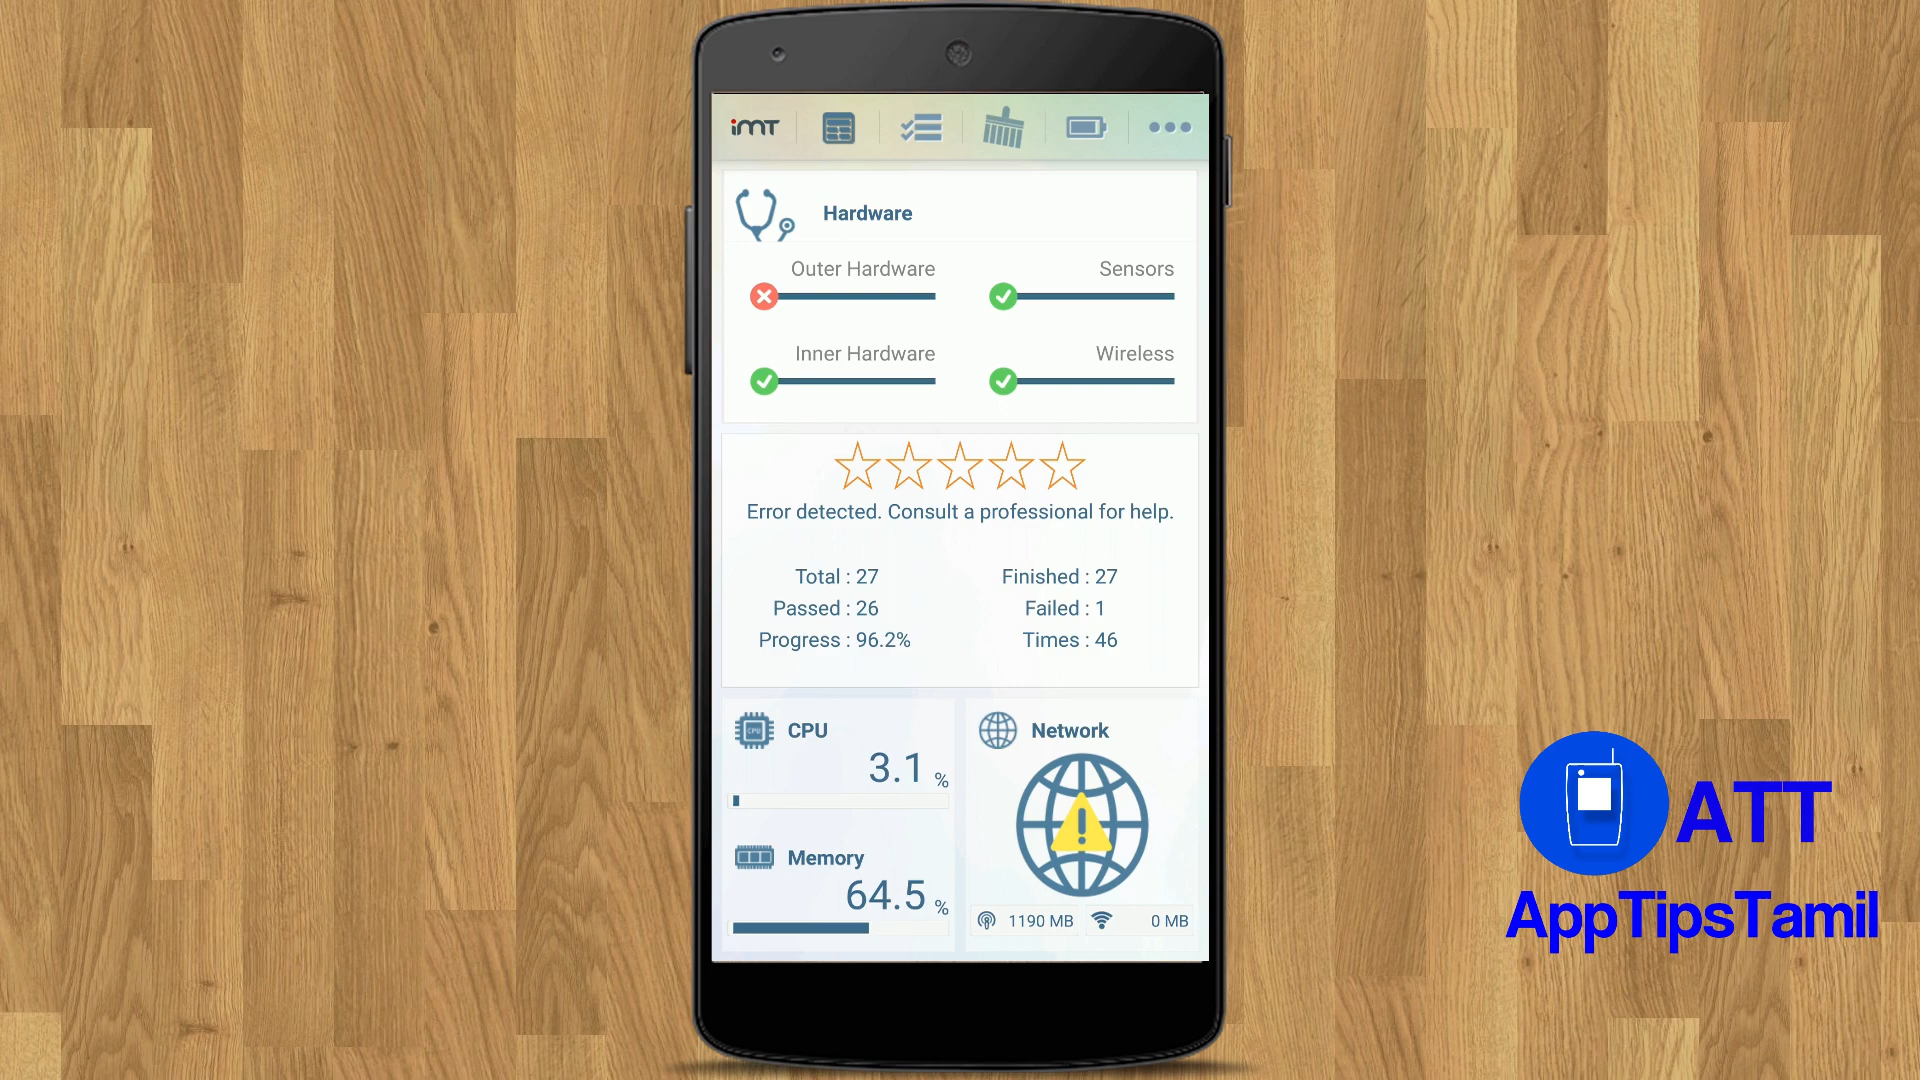 iMT
Hardware
Outer Hardware
Sensors
Inner Hardware
Wireless
Error detected. Consult a professional for help.
Total : 27
Finished : 27
Passed : 26
Failed : 1
Progress : 96.2%
Times : 46
CPU
3.1 %
Network
Memory
64.5 %
1190 MB
0 MB
ATT
AppTipsTamil